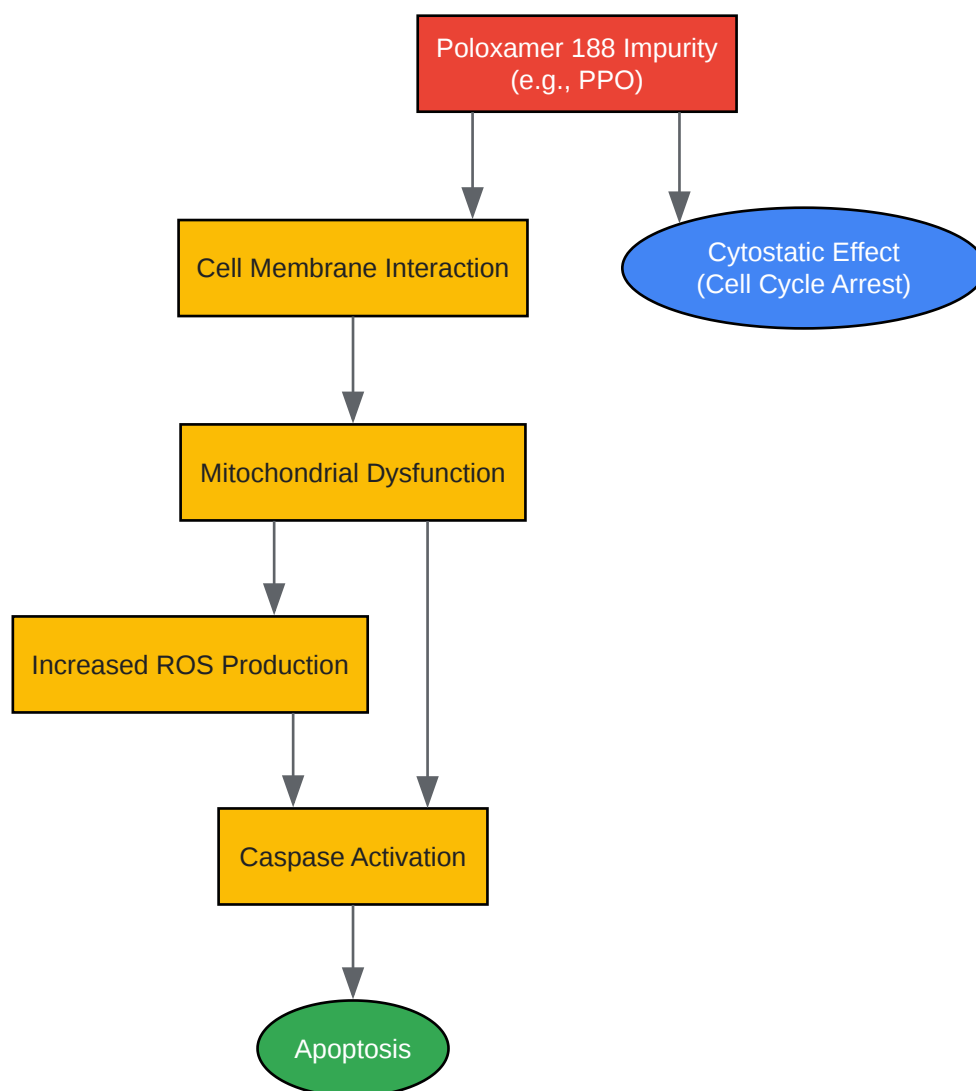 Poloxamer 188 Impurity
(e.g., PPO)
Cell Membrane Interaction
Cytostatic Effect
(Cell Cycle Arrest)
Mitochondrial Dysfunction
Increased ROS Production
Caspase Activation
Apoptosis